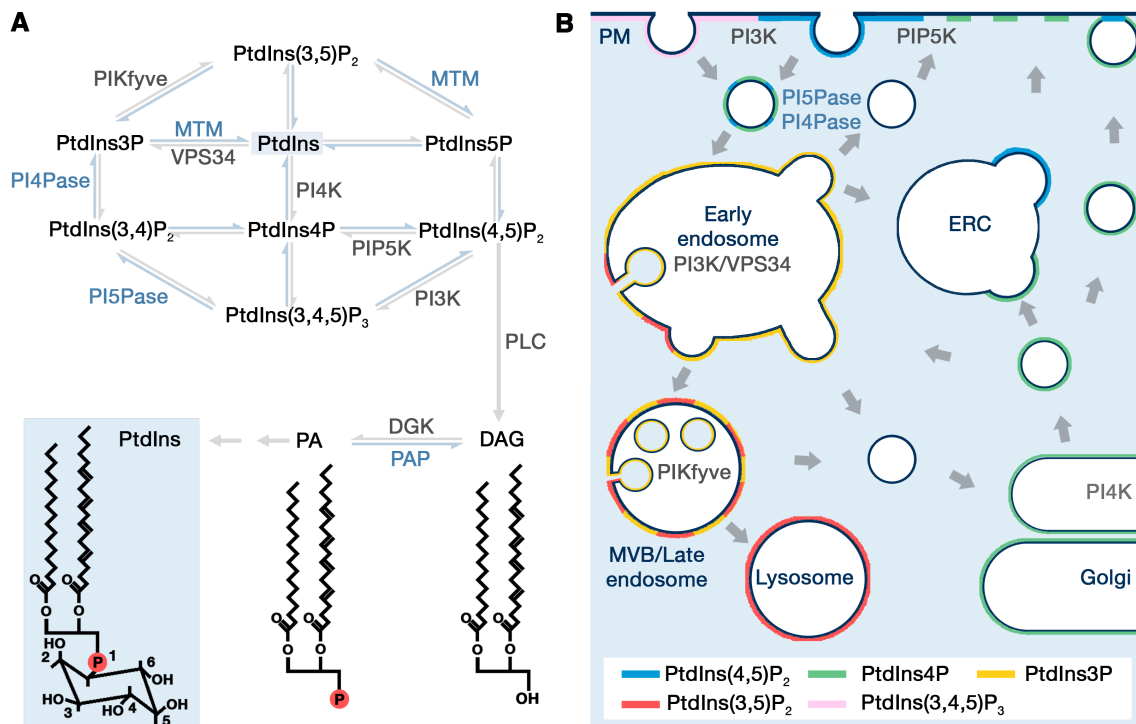 A
PtdIns(3,5)P2
PIKfyve
MTM
PtdIns3P
MTM
VPS34
PtdIns
PtdIns5P
PI4Pase
PI4K
PtdIns(3,4)P2
PtdIns4P
PIP5K
PtdIns(4,5)P2
PI5Pase
PI3K
PtdIns(3,4,5)P3
PLC
PtdIns
PA
DGK
PAP
DAG
O
O
O
O
HO
2
P
1
6
OH
HO
3
HO
4
OH
OH
5
O
O
O
O
P
O
O
O
O
OH
B
PM
PI3K
PIP5K
PI5Pase
PI4Pase
Early
endosome
PI3K/VPS34
ERC
PIKfyve
MVB/Late
endosome
Lysosome
PI4K
Golgi
PtdIns(4,5)P2
PtdIns4P
PtdIns3P
PtdIns(3,5)P2
PtdIns(3,4,5)P3